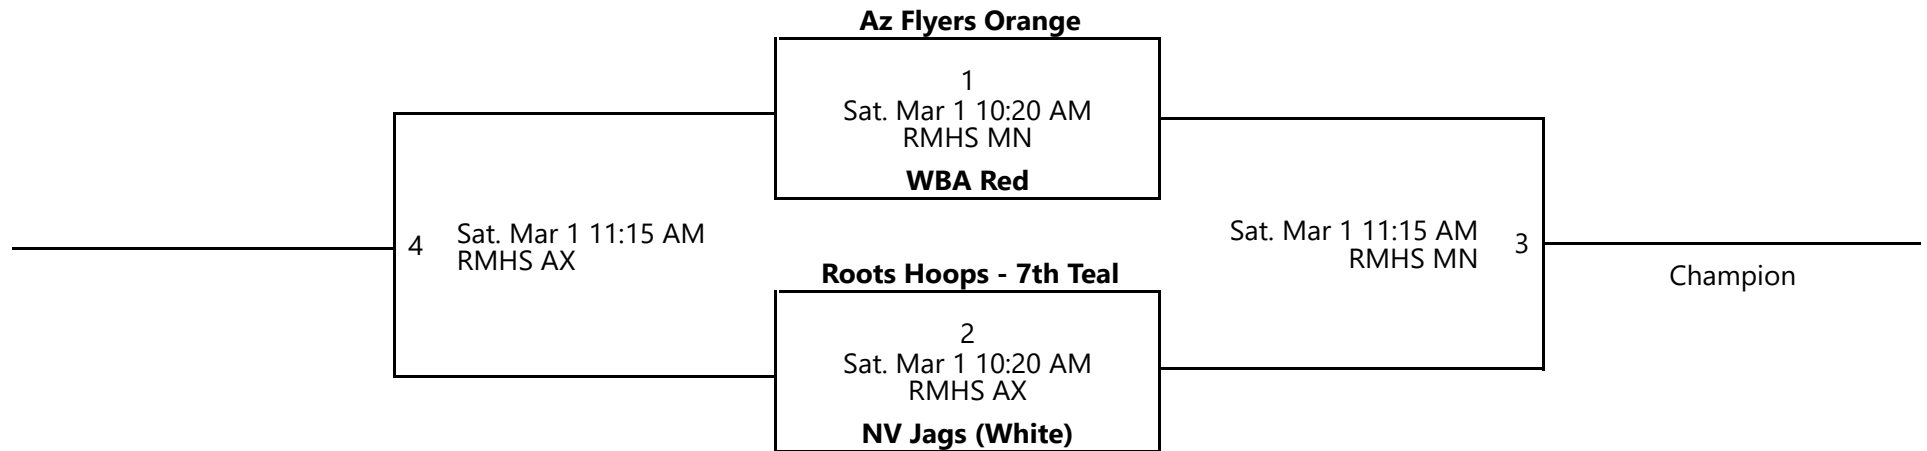 Az Flyers Orange
1
Sat. Mar 1 10:20 AM
RMHS MN
WBA Red
4
Sat. Mar 1 11:15 AM
RMHS AX
Sat. Mar 1 11:15 AM
RMHS MN
3
Champion
Roots Hoops - 7th Teal
2
Sat. Mar 1 10:20 AM
RMHS AX
NV Jags (White)